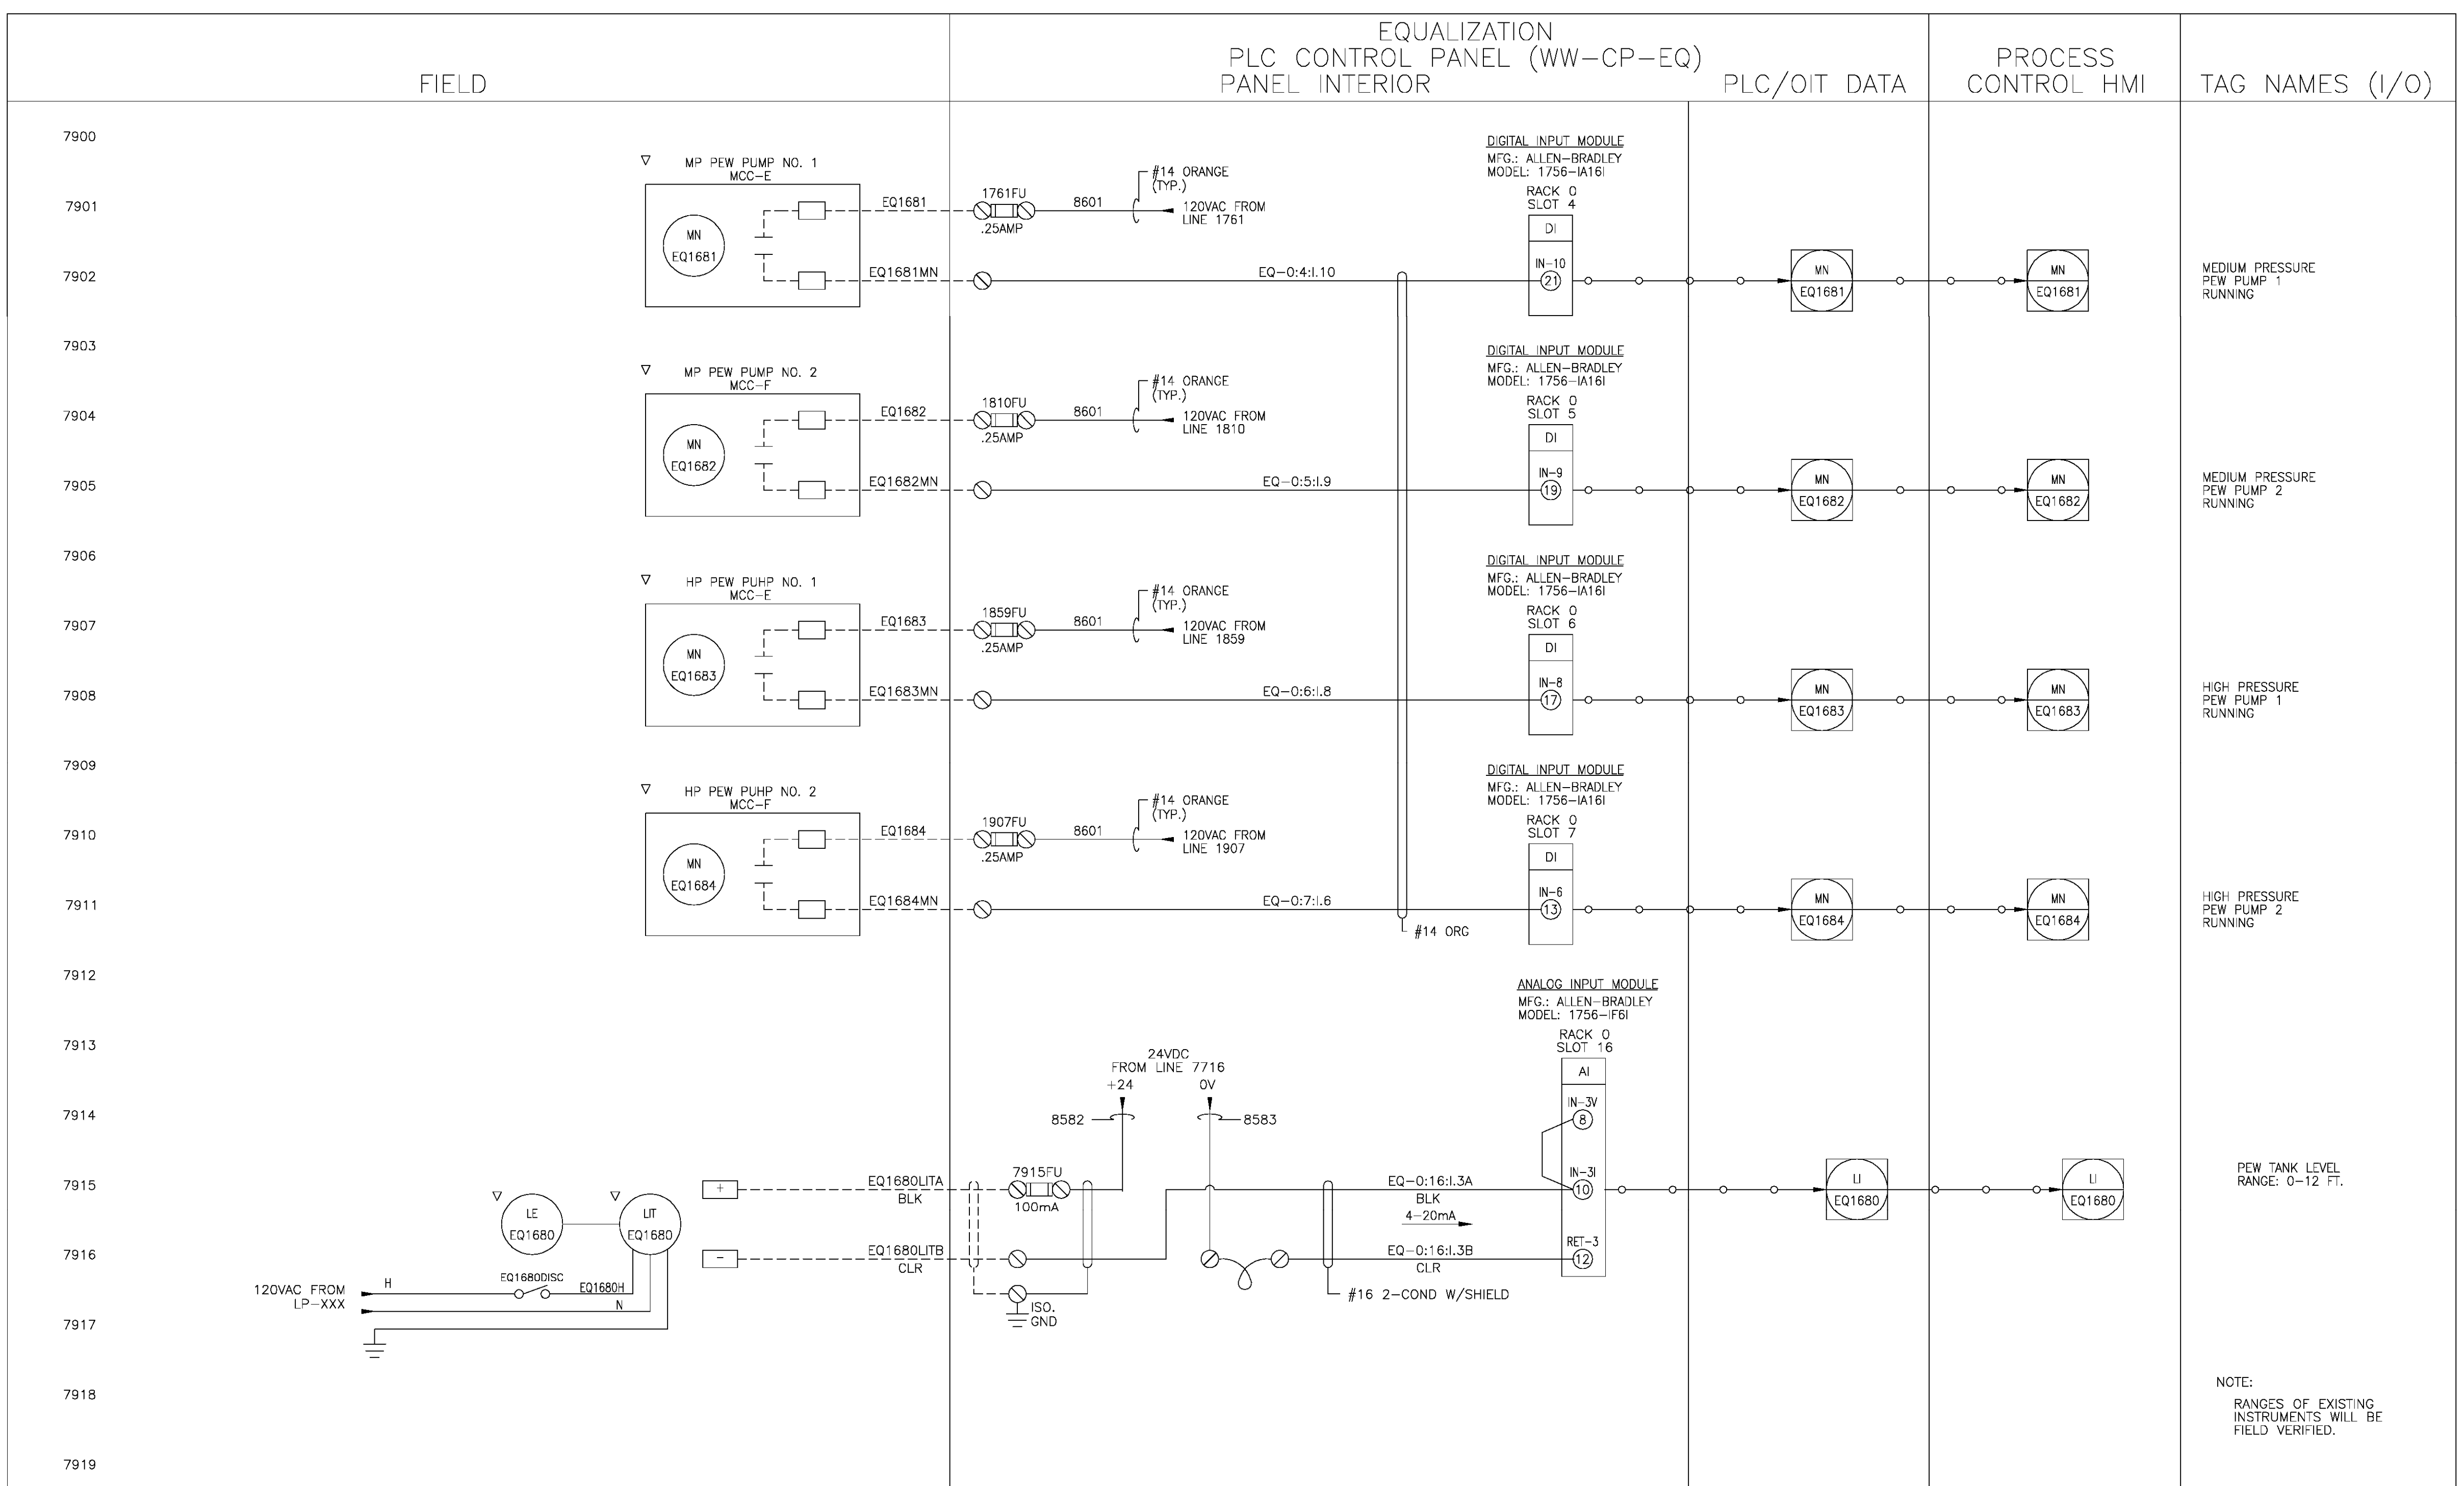 EQUALIZATION
PLC CONTROL PANEL (WW-CP-EQ)
FIELD
PANEL INTERIOR
PLC/OIT DATA
PROCESS
CONTROL HMI
TAG NAMES (I/O)
7900
MP PEW PUMP NO. 1
MCC-E
DIGITAL INPUT MODULE
MFG.: ALLEN-BRADLEY
MODEL: 1756-IA16I
RACK 0
SLOT 4
7901
EQ1681
1761FU
.25AMP
8601
#14 ORANGE
(TYP.)
120VAC FROM
LINE 1761
DI
MN
EQ1681
7902
EQ1681MN
EQ-0:4:I.10
IN-10
21
MN
EQ1681
MN
EQ1681
MEDIUM PRESSURE
PEW PUMP 1
RUNNING
7903
MP PEW PUMP NO. 2
MCC-F
DIGITAL INPUT MODULE
MFG.: ALLEN-BRADLEY
MODEL: 1756-IA16I
RACK 0
SLOT 5
7904
EQ1682
1810FU
.25AMP
8601
#14 ORANGE
(TYP.)
120VAC FROM
LINE 1810
DI
MN
EQ1682
7905
EQ1682MN
EQ-0:5:I.9
IN-9
19
MN
EQ1682
MN
EQ1682
MEDIUM PRESSURE
PEW PUMP 2
RUNNING
7906
HP PEW PUHP NO. 1
MCC-E
DIGITAL INPUT MODULE
MFG.: ALLEN-BRADLEY
MODEL: 1756-IA16I
RACK 0
SLOT 6
7907
EQ1683
1859FU
.25AMP
8601
#14 ORANGE
(TYP.)
120VAC FROM
LINE 1859
DI
MN
EQ1683
7908
EQ1683MN
EQ-0:6:I.8
IN-8
17
MN
EQ1683
MN
EQ1683
HIGH PRESSURE
PEW PUMP 1
RUNNING
7909
HP PEW PUHP NO. 2
MCC-F
DIGITAL INPUT MODULE
MFG.: ALLEN-BRADLEY
MODEL: 1756-IA16I
RACK 0
SLOT 7
7910
EQ1684
1907FU
.25AMP
8601
#14 ORANGE
(TYP.)
120VAC FROM
LINE 1907
DI
MN
EQ1684
7911
EQ1684MN
EQ-0:7:I.6
#14 ORG
IN-6
13
MN
EQ1684
MN
EQ1684
HIGH PRESSURE
PEW PUMP 2
RUNNING
7912
ANALOG INPUT MODULE
MFG.: ALLEN-BRADLEY
MODEL: 1756-IF6I
7913
RACK 0
SLOT 16
24VDC
FROM LINE 7716
+24
0V
AI
7914
8582
8583
IN-3V
8
7915
+
EQ1680LITA
BLK
7915FU
100mA
EQ-0:16:I.3A
BLK
4-20mA
IN-3I
10
LI
EQ1680
LI
EQ1680
PEW TANK LEVEL
RANGE: 0-12 FT.
LE
EQ1680
LIT
EQ1680
7916
-
EQ1680LITB
CLR
EQ-0:16:I.3B
CLR
RET-3
12
120VAC FROM
LP-XXX
H
EQ1680DISC
EQ1680H
N
ISO.
GND
#16 2-COND W/SHIELD
7917
7918
NOTE:
RANGES OF EXISTING
INSTRUMENTS WILL BE
FIELD VERIFIED.
7919